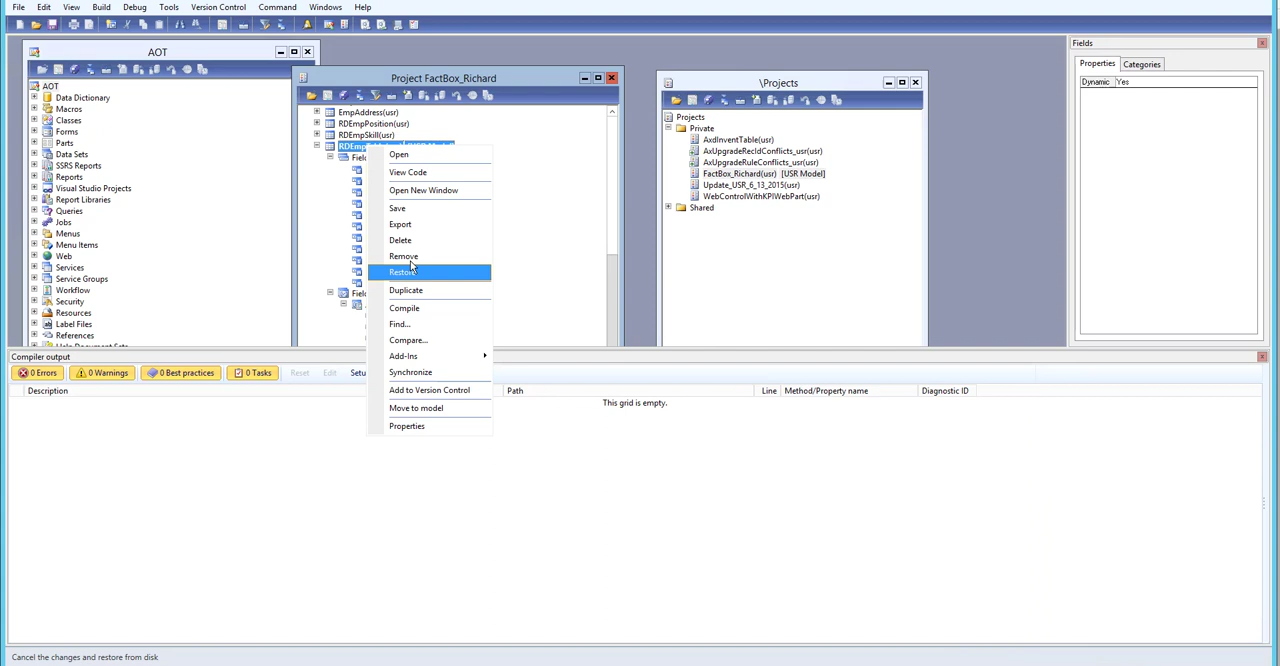 File Edit View Build Debug Tools Version Control Command Windows Help
AOT
AOT
Data Dictionary
Macros
Classes
Forms
Parts
Data Sets
SSRS Reports
Reports
Visual Studio Projects
Report Libraries
Queries
Jobs
Menus
Menu Items
Web
Services
Service Groups
Workflow
Security
Resources
Label Files
References
Help Document Sets
Project FactBox_Richard
EmpAddress(usr)
RDEmpPosition(usr)
RDEmpSkill(usr)
Open
View Code
Open New Window
Save
Export
Delete
Remove
Restore
Duplicate
Compile
Find...
Compare...
Add-Ins
Synchronize
Add to Version Control
Move to model
Properties
\Projects
Projects
Private
AxdInventTable(usr)
AxUpgradeRecIdConflicts_usr(usr)
AxUpgradeRuleConflicts_usr(usr)
FactBox_Richard(usr) [USR Model]
Update_USR_6_13_2015(usr)
WebControlWithKPIWebPart(usr)
Shared
Fields
Properties Categories
Dynamic Yes
Compiler output
0 Errors 0 Warnings 0 Best practices 0 Tasks Reset Edit
Description Path Line Method/Property name Diagnostic ID
This grid is empty.
Cancel the changes and restore from disk